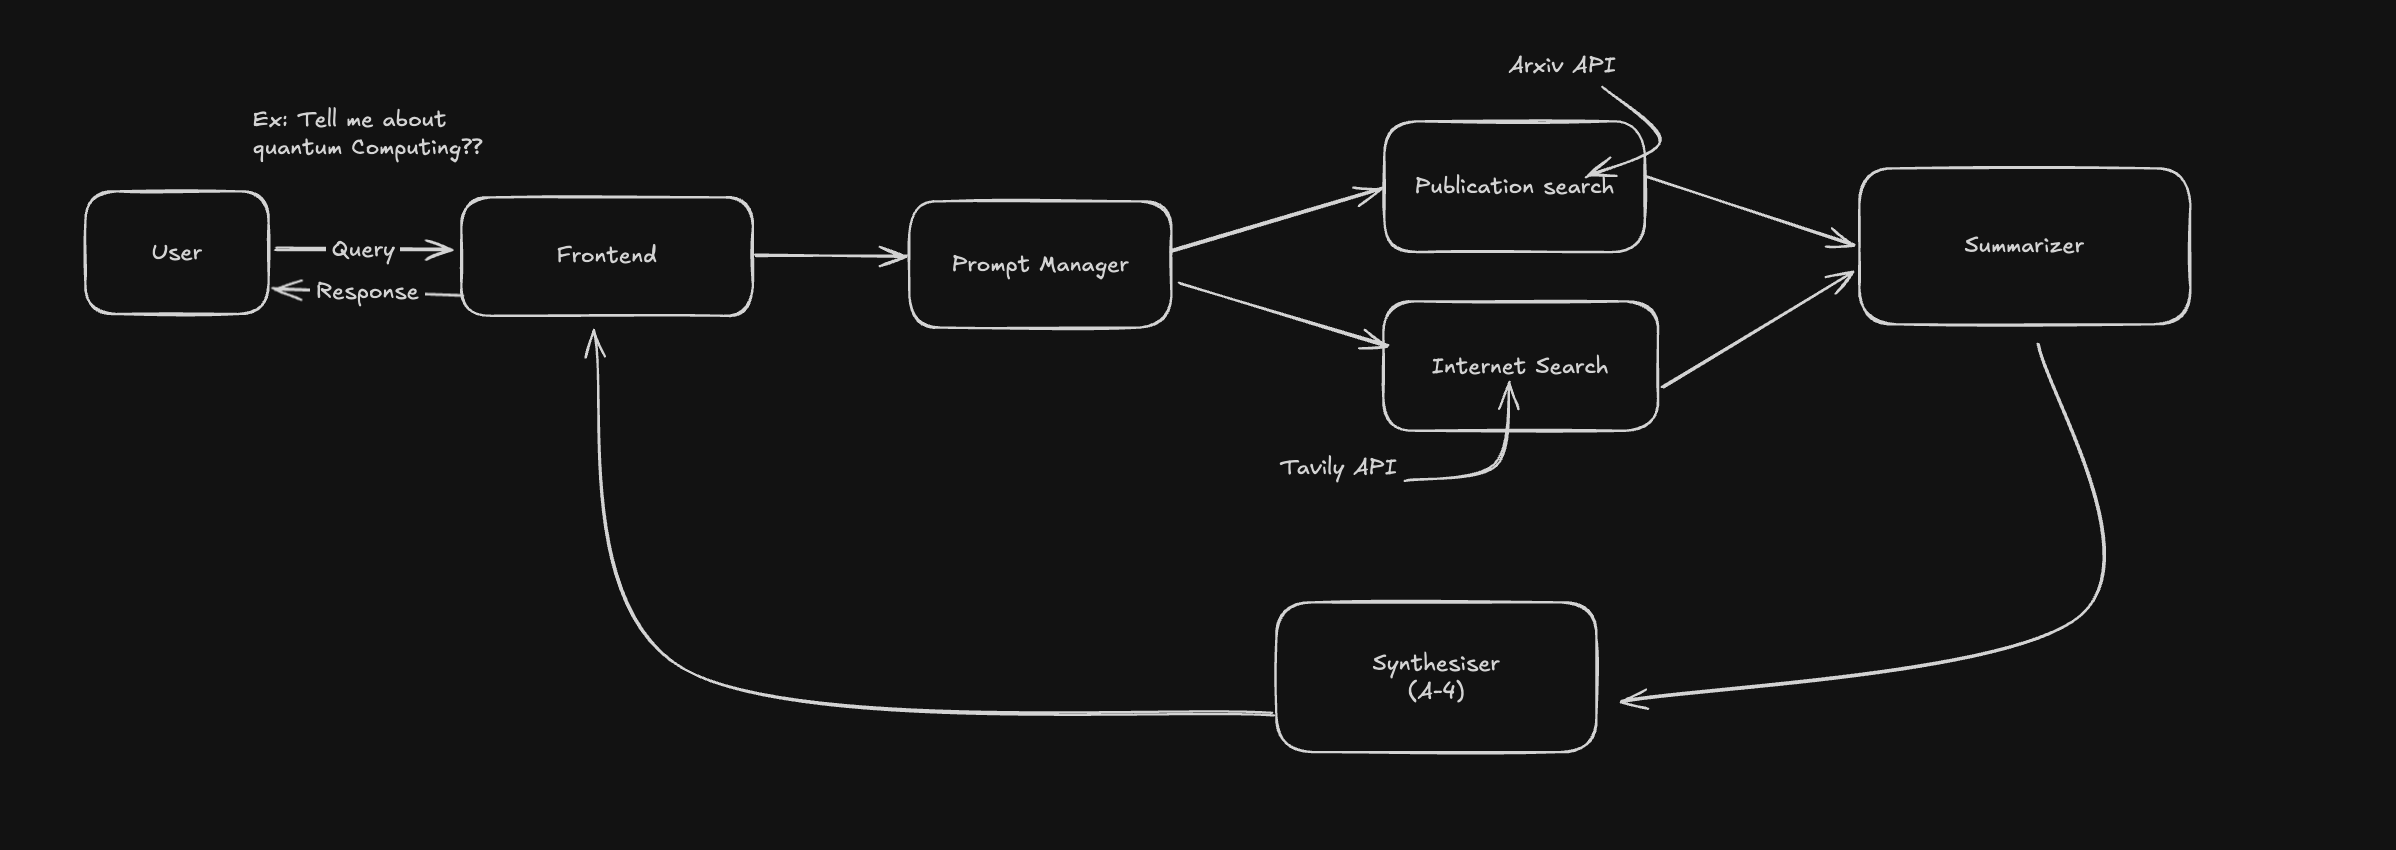 Arxiv API
Ex: Tell me about
quantum Computing??
User
Query
Response
Frontend
Prompt Manager
Publication search
Internet Search
Tavily API
Summarizer
Synthesiser
(A-4)